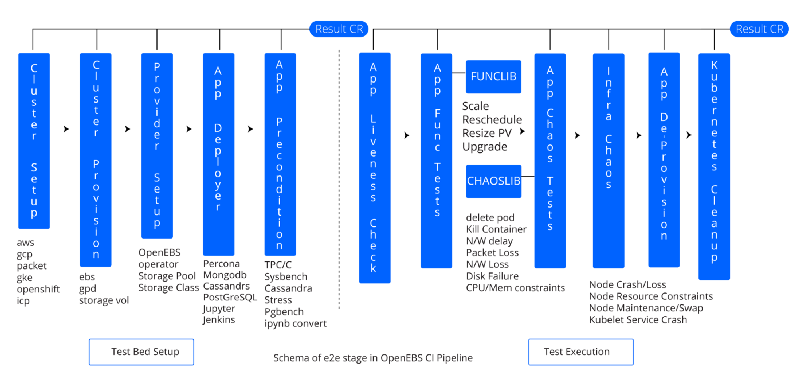 Result CR
Result CR
Cluster Setup
aws
gcp
packet
gke
openshift
icp
Cluster Provision
ebs
gpd
storage vol
Provider Setup
OpenEBS
operator
Storage Pool
Storage Class
App Deployer
Percona
Mongodb
Cassandrs
PostGreSQL
Jupyter
Jenkins
App Precondition
TPC/C
Sysbench
Cassandra
Stress
Pgbench
ipynb convert
App Liveness Check
App Func Tests
FUNCLIB
Scale
Reschedule
Resize PV
Upgrade
CHAOSLIB
delete pod
Kill Container
N/W delay
Packet Loss
N/W Loss
Disk Failure
CPU/Mem constraints
App Chaos Tests
Infra Chaos
Node Crash/Loss
Node Resource Constraints
Node Maintenance/Swap
Kubelet Service Crash
App De-Provision
Kubernetes Cleanup
Test Bed Setup
Schema of e2e stage in OpenEBS CI Pipeline
Test Execution